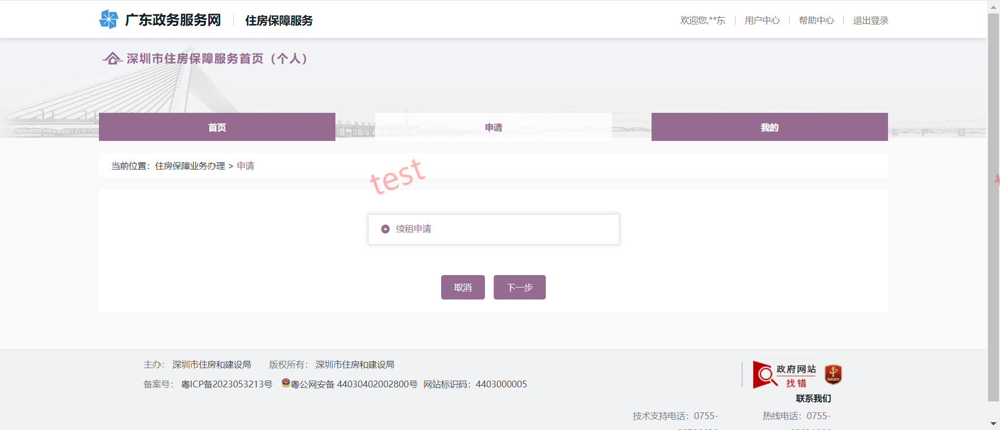 广东政务服务网 住房保障服务
欢迎您,**东 用户中心 帮助中心 退出登录
深圳市住房保障服务首页（个人）
首页 申请 我的
当前位置：住房保障业务办理 > 申请
test
续租申请
取消 下一步
主办： 深圳市住房和建设局 版权所有： 深圳市住房和建设局
备案号： 粤ICP备2023053213号 粤公网安备 44030402002800号 网站标识码：4403000005
政府网站
找错
党政机关
联系我们
技术支持电话：0755- 热线电话：0755-